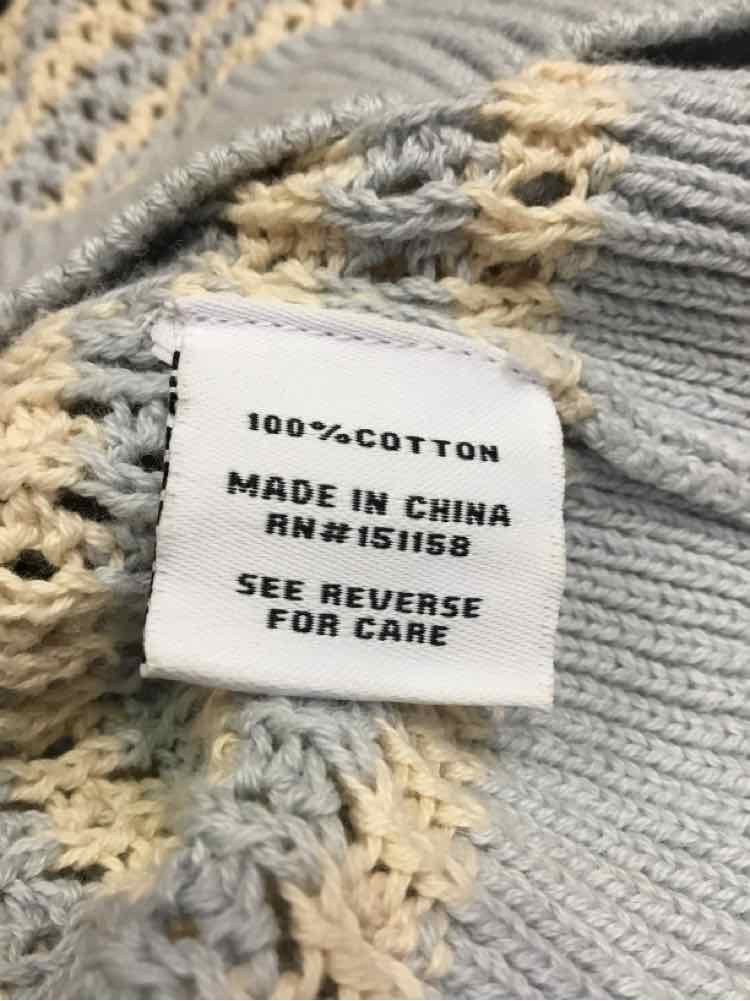 100%COTTON
MADE IN CHINA
RN#151158
SEE REVERSE
FOR CARE